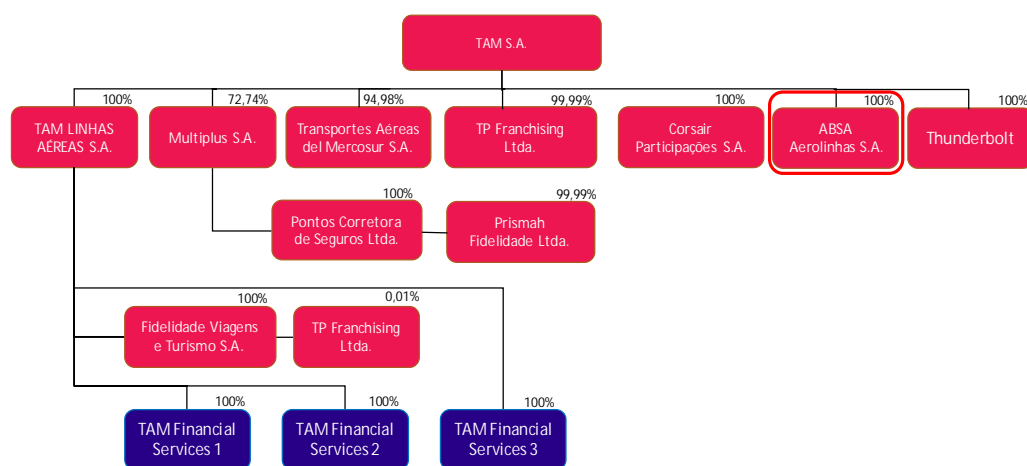 TAM S.A.
100%
72,74%
94,98%
99,99%
100%
100%
100%
TAM LINHAS
AÉREAS S.A.
Multiplus S.A.
Transportes Aéreas
del Mercosur S.A.
TP Franchising
Ltda.
Corsair
Participações S.A.
ABSA
Aerolinhas S.A.
Thunderbolt
100%
99,99%
Pontos Corretora
de Seguros Ltda.
Prismah
Fidelidade Ltda.
100%
0,01%
Fidelidade Viagens
e Turismo S.A.
TP Franchising
Ltda.
100%
100%
100%
TAM Financial
Services 1
TAM Financial
Services 2
TAM Financial
Services 3